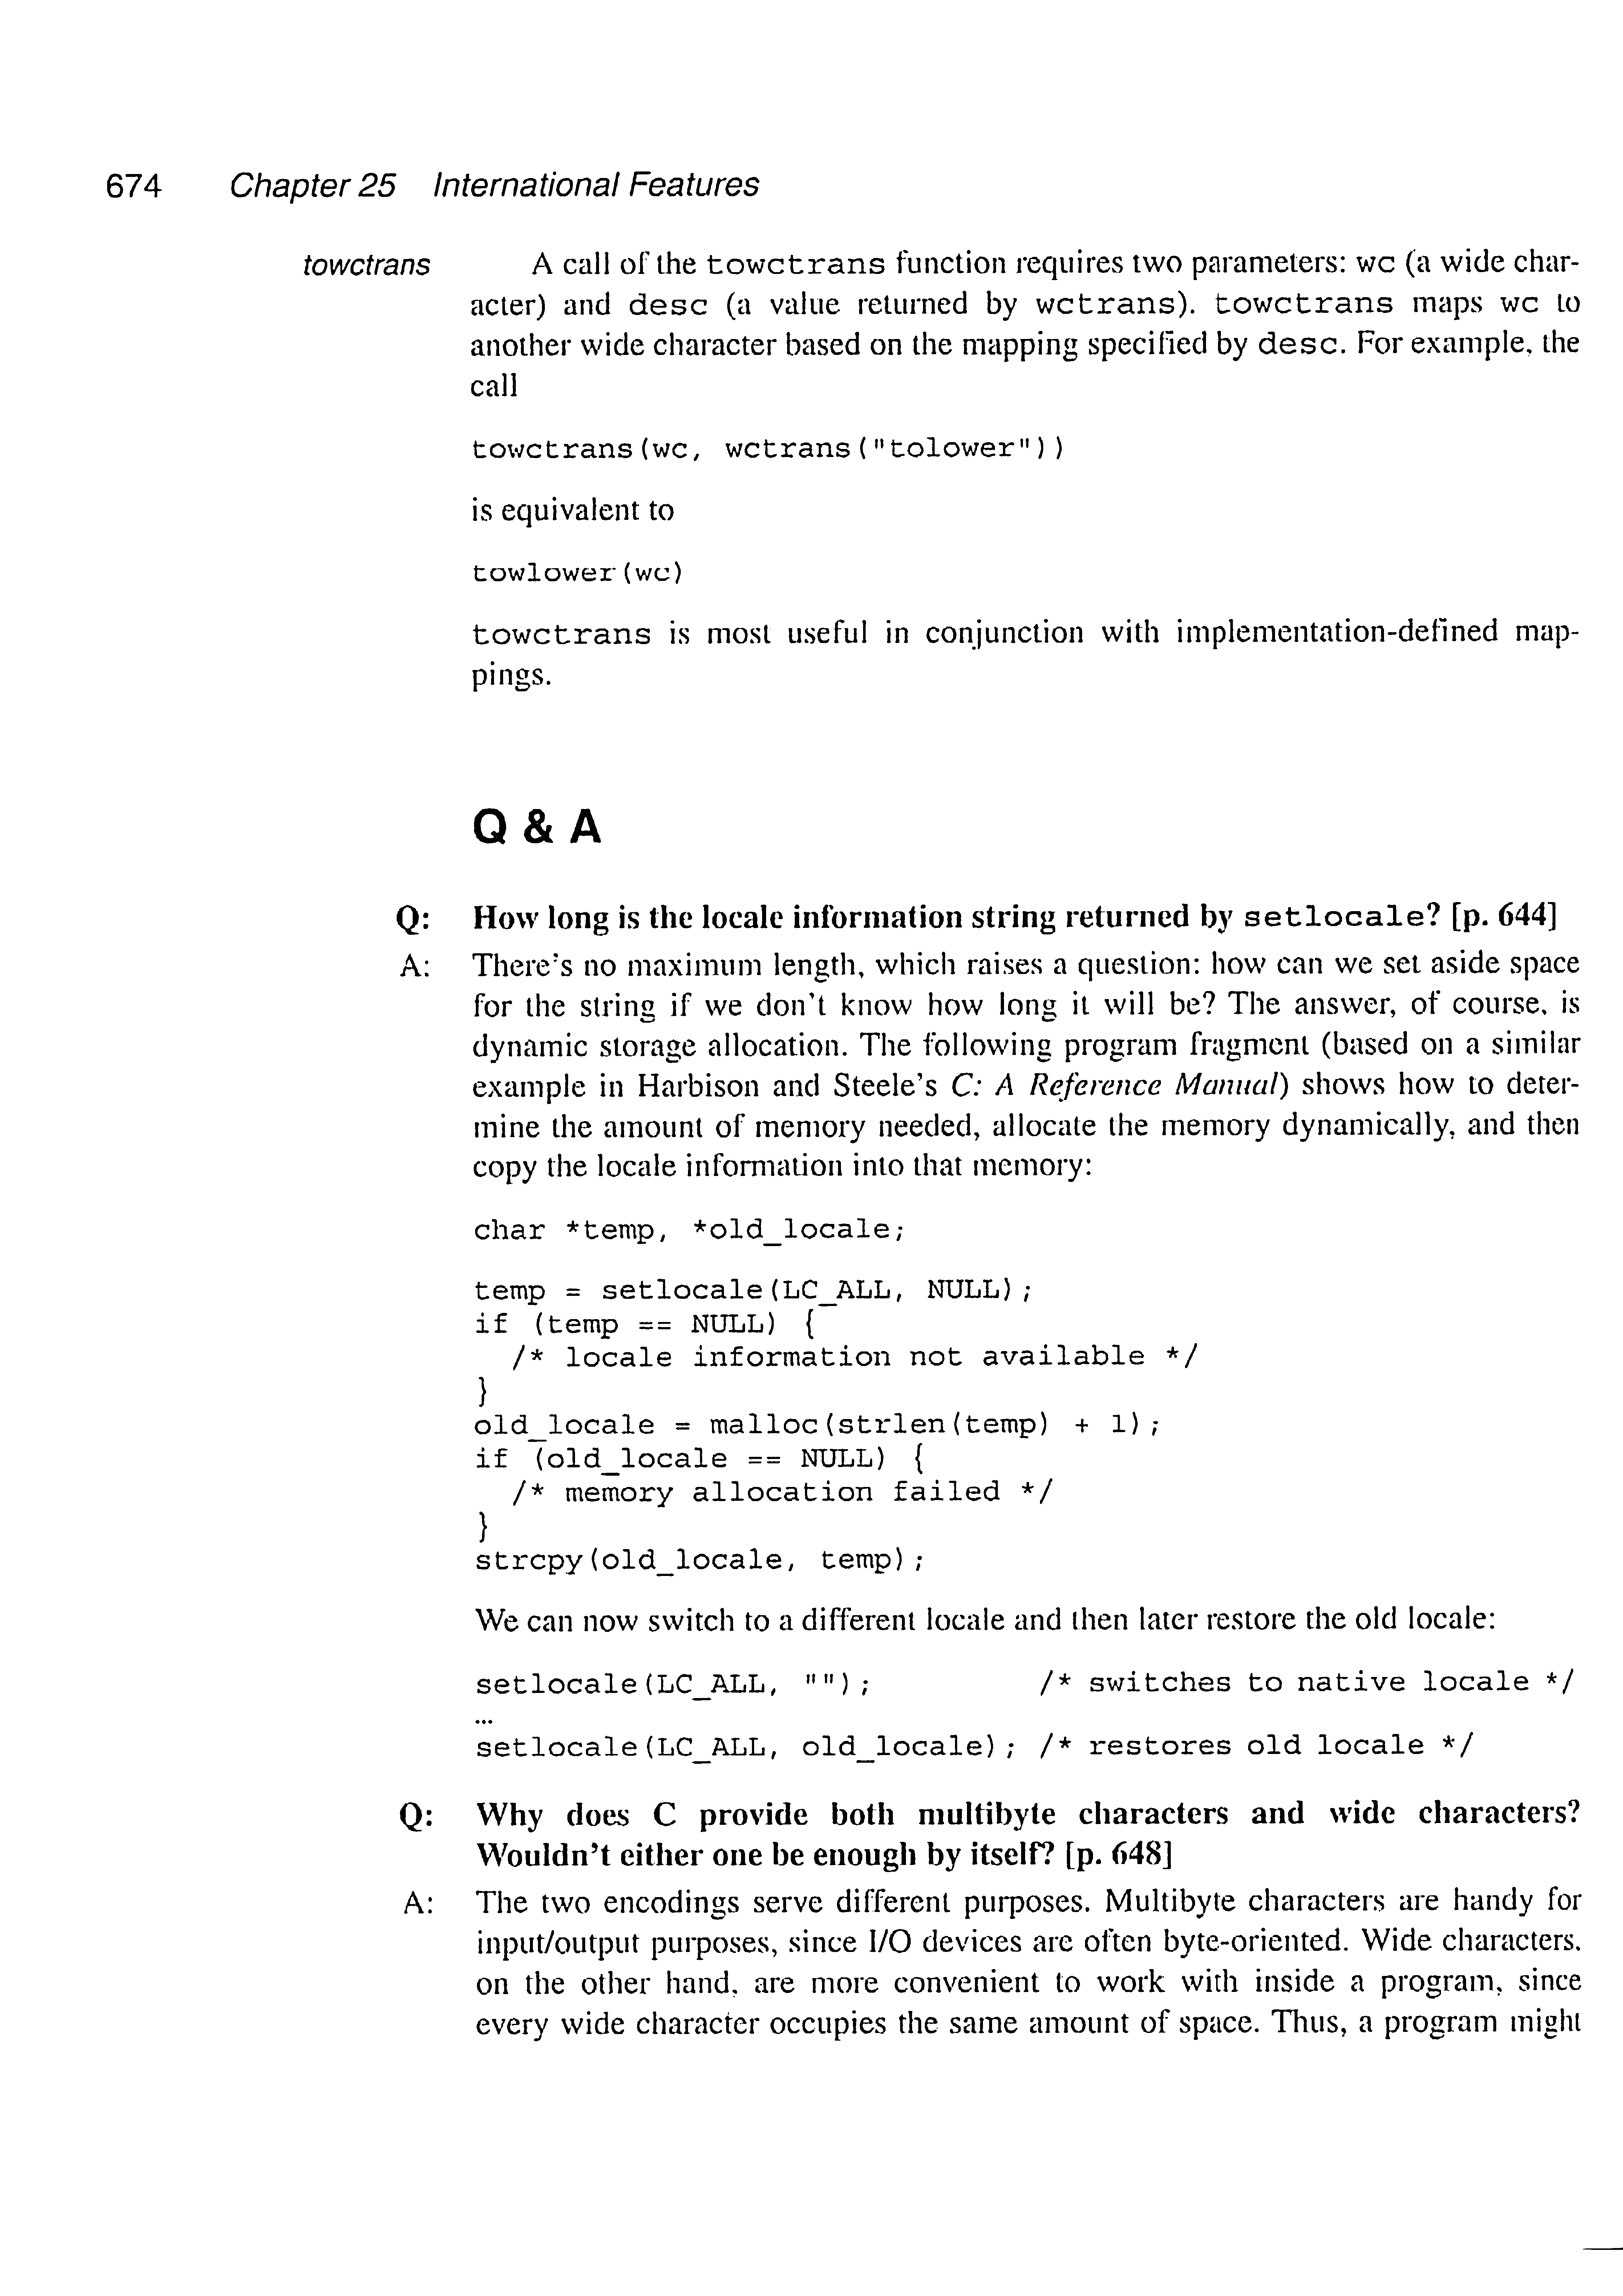 674 Chapter 25 International Features
towctrans A call of the towctrans function requires two parameters: wc (a wide char-
acter) and desc (a value returned by wctrans). towctrans maps wc to
another wide character based on the mapping specified by desc. For example, the
call
towctrans(wc, wctrans("tolower"))
is equivalent to
towlower(wc)
towctrans is most useful in conjunction with implementation-defined map-
pings.
Q & A
Q: How long is the locale information string returned by setlocale? [p. 644]
A: There's no maximum length, which raises a question: how can we set aside space
for the string if we don't know how long it will be? The answer, of course, is
dynamic storage allocation. The following program fragment (based on a similar
example in Harbison and Steele's C: A Reference Manual) shows how to deter-
mine the amount of memory needed, allocate the memory dynamically, and then
copy the locale information into that memory:
char *temp, *old_locale;
temp = setlocale(LC_ALL, NULL);
if (temp == NULL) {
/* locale information not available */
}
old_locale = malloc(strlen(temp) + 1);
if (old_locale == NULL) {
/* memory allocation failed */
}
strcpy(old_locale, temp);
We can now switch to a different locale and then later restore the old locale:
setlocale(LC_ALL, ""); /* switches to native locale */
…
setlocale(LC_ALL, old_locale); /* restores old locale */
Q: Why does C provide both multibyte characters and wide characters?
Wouldn't either one be enough by itself? [p. 648]
A: The two encodings serve different purposes. Multibyte characters are handy for
input/output purposes, since I/O devices are often byte-oriented. Wide characters,
on the other hand, are more convenient to work with inside a program, since
every wide character occupies the same amount of space. Thus, a program might